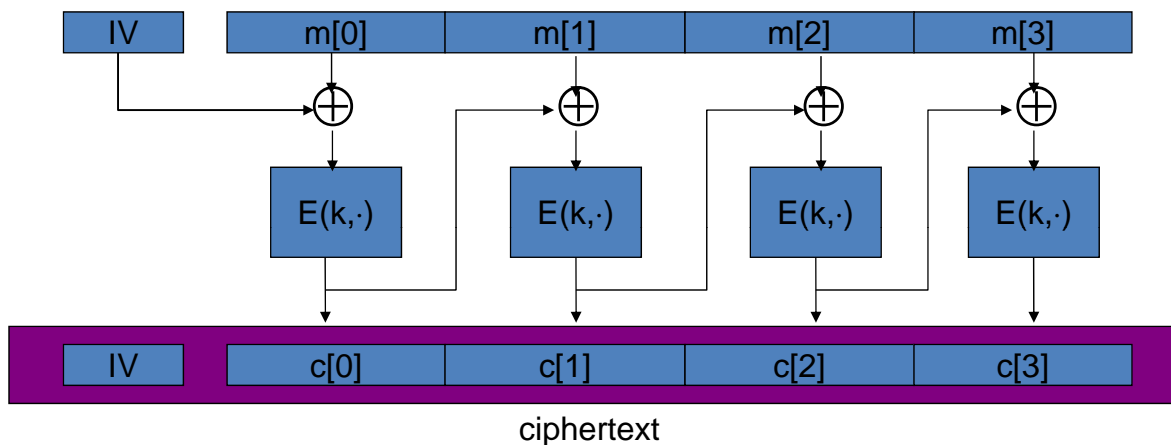 IV m[0] m[1] m[2] m[3]
E(k,·) E(k,·) E(k,·) E(k,·)
IV c[0] c[1] c[2] c[3]
ciphertext